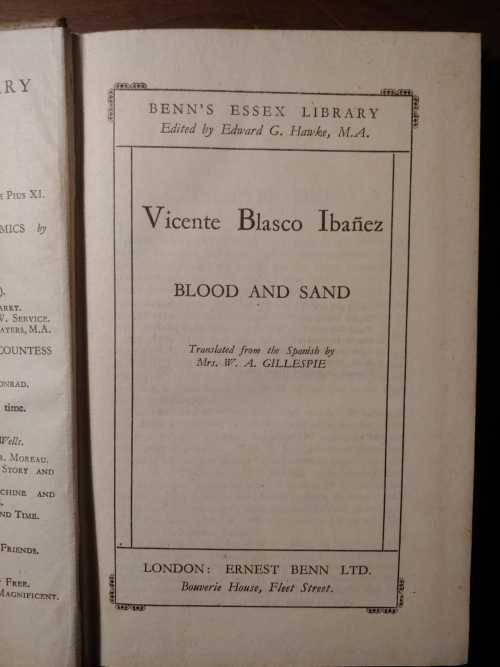 RY
PIUS XI.
MICS by
).
ARKT.
W. SERVICE.
AYERS, M.A.
COUNTESS
ONRAD.
time.
Wells.
R. MOREAU.
STORY AND
CHINE AND
ND TIME.
FRIENDS.
FREE.
MAGNIFICENT.
BENN'S ESSEX LIBRARY
Edited by Edward G. Hawke, M.A.
Vicente Blasco Ibañez
BLOOD AND SAND
Translated from the Spanish by
Mrs. W. A. GILLESPIE
LONDON: ERNEST BENN LTD.
Bouverie House, Fleet Street.